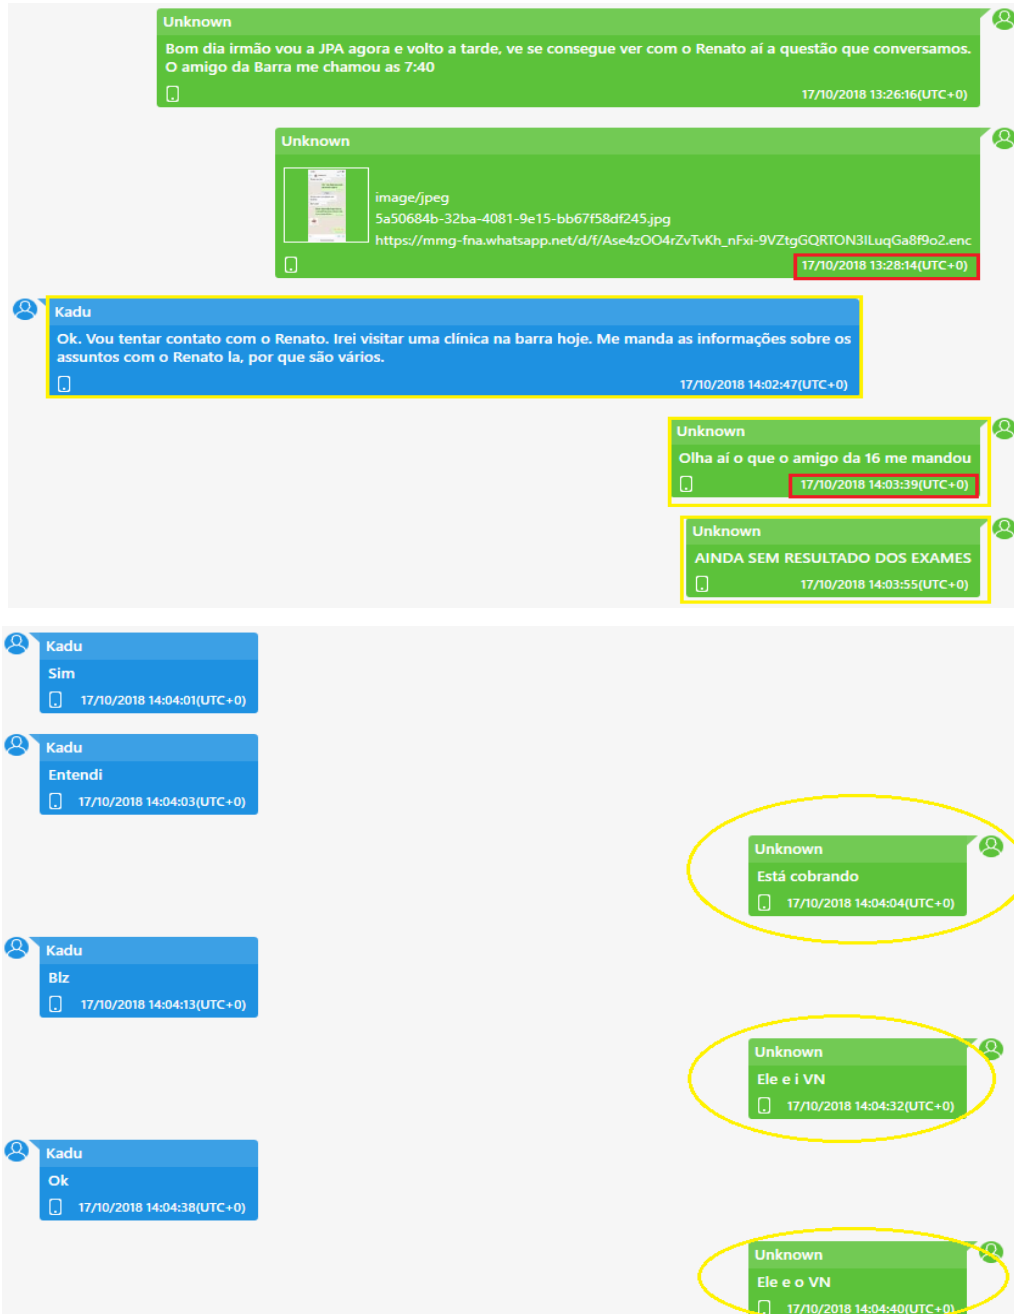 Unknown
Bom dia irmão vou a JPA agora e volto a tarde, ve se consegue ver com o Renato aí a questão que conversamos.
O amigo da Barra me chamou as 7:40
17/10/2018 13:26:16(UTC+0)
Unknown
image/jpeg
5a50684b-32ba-4081-9e15-bb67f58df245.jpg
https://mmg-fna.whatsapp.net/d/f/Ase4zOO4rZvTvKh_nFxi-9VZtgGQRTON3ILuqGa8f9o2.enc
17/10/2018 13:28:14(UTC+0)
Kadu
Ok. Vou tentar contato com o Renato. Irei visitar uma clínica na barra hoje. Me manda as informações sobre os
assuntos com o Renato la, por que são vários.
17/10/2018 14:02:47(UTC+0)
Unknown
Olha aí o que o amigo da 16 me mandou
17/10/2018 14:03:39(UTC+0)
Unknown
AINDA SEM RESULTADO DOS EXAMES
17/10/2018 14:03:55(UTC+0)
Kadu
Sim
17/10/2018 14:04:01(UTC+0)
Kadu
Entendi
17/10/2018 14:04:03(UTC+0)
Unknown
Está cobrando
17/10/2018 14:04:04(UTC+0)
Kadu
Blz
17/10/2018 14:04:13(UTC+0)
Unknown
Ele e i VN
17/10/2018 14:04:32(UTC+0)
Kadu
Ok
17/10/2018 14:04:38(UTC+0)
Unknown
Ele e o VN
17/10/2018 14:04:40(UTC+0)